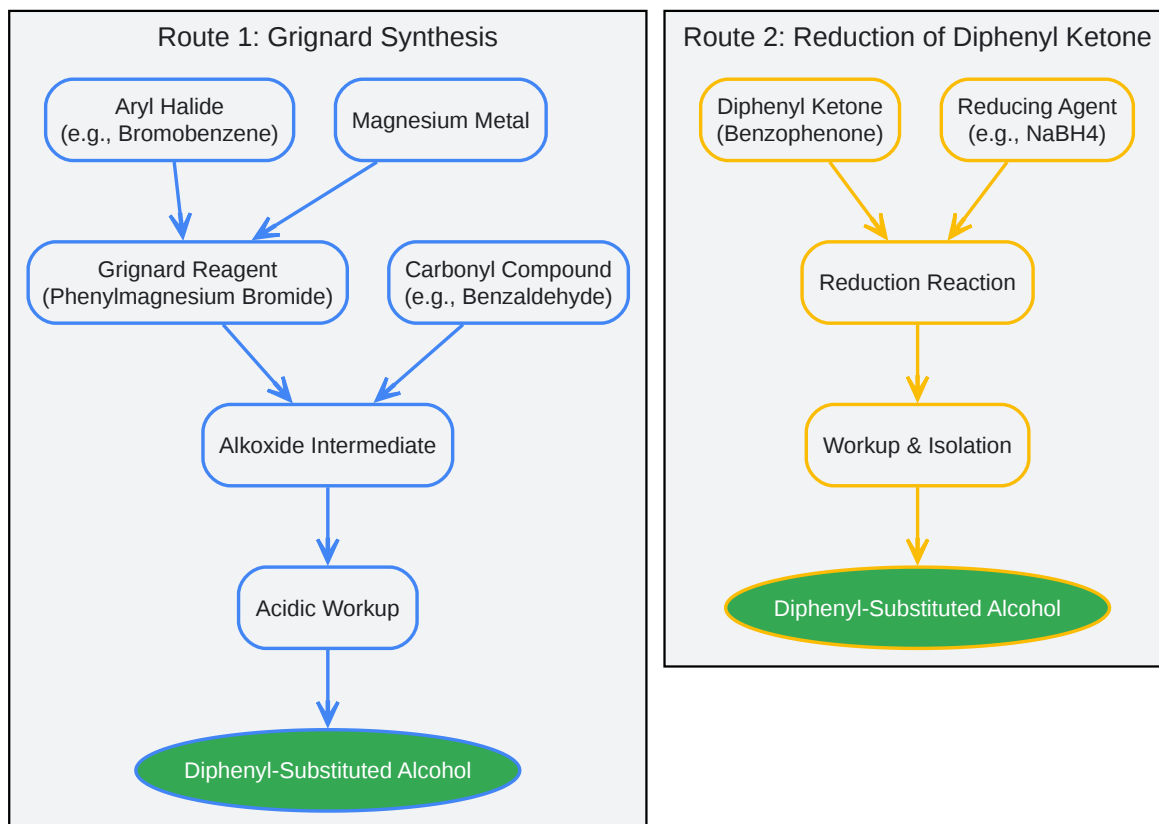 Route 1: Grignard Synthesis
Aryl Halide
(e.g., Bromobenzene)
Magnesium Metal
Grignard Reagent
(Phenylmagnesium Bromide)
Carbonyl Compound
(e.g., Benzaldehyde)
Alkoxide Intermediate
Acidic Workup
Diphenyl-Substituted Alcohol
Route 2: Reduction of Diphenyl Ketone
Diphenyl Ketone
(Benzophenone)
Reducing Agent
(e.g., NaBH4)
Reduction Reaction
Workup & Isolation
Diphenyl-Substituted Alcohol